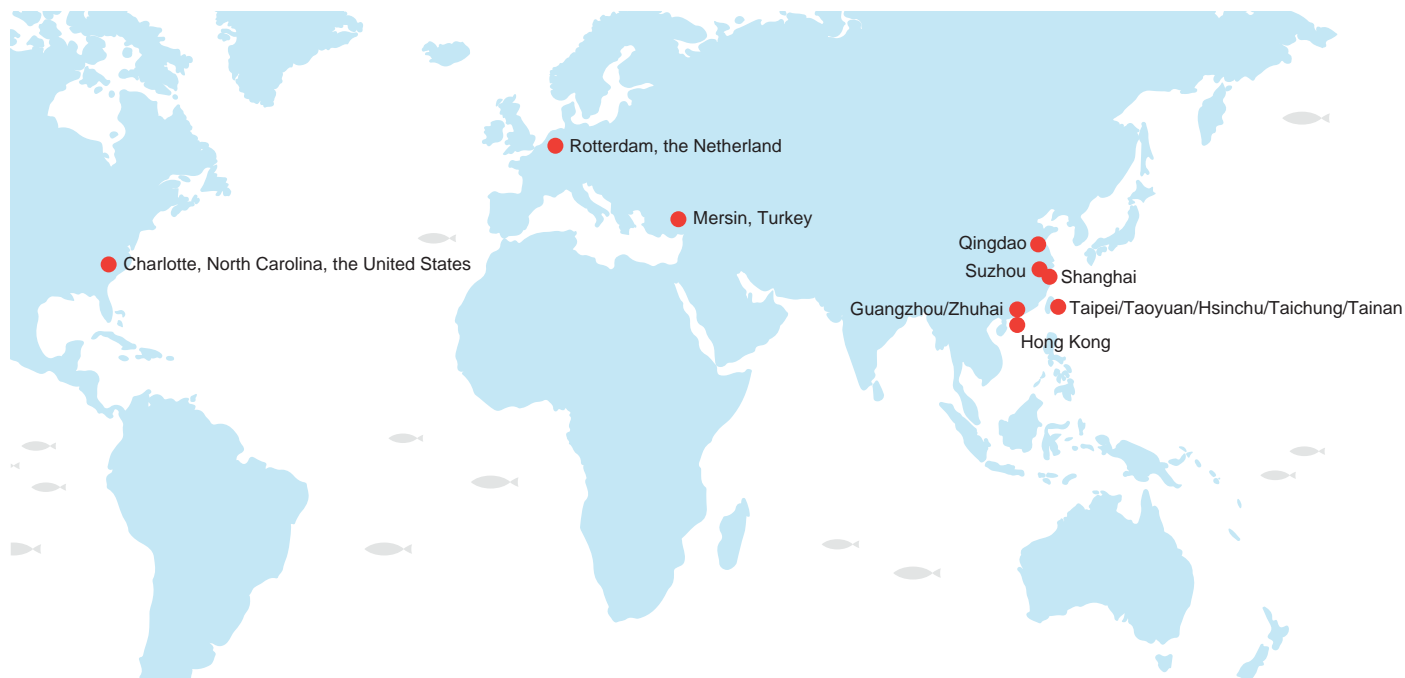 Rotterdam, the Netherland
Mersin, Turkey
Qingdao
Charlotte, North Carolina, the United States
Suzhou
Shanghai
Guangzhou/Zhuhai
Taipei/Taoyuan/Hsinchu/Taichung/Tainan
Hong Kong